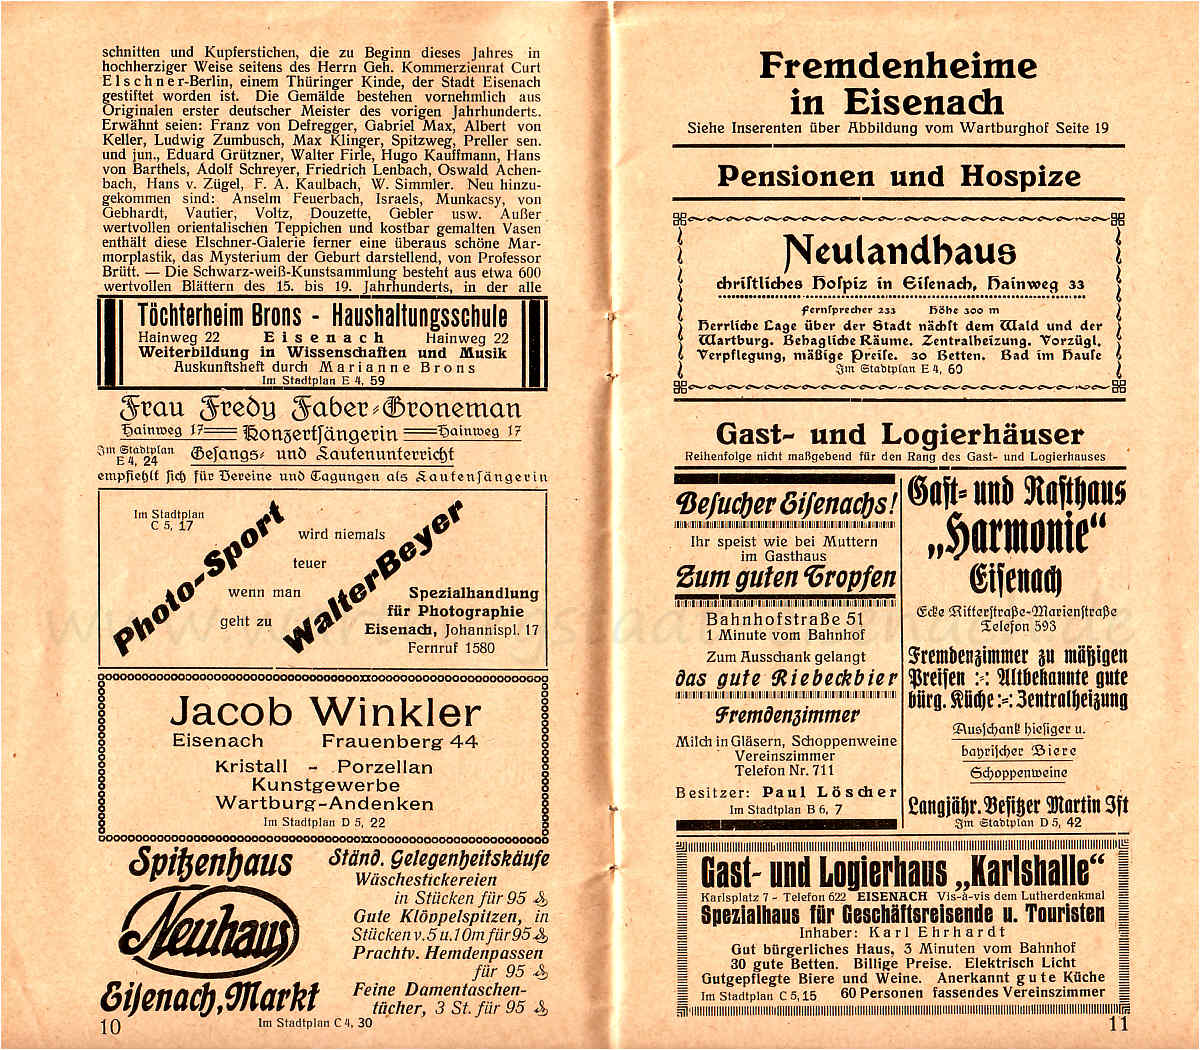 schnitten und Kupferstichen, die zu Beginn dieses Jahres in
hochherziger Weise seitens des Herrn Geh. Kommerzienrat Curt
Elschner-Berlin, einem Thüringer Kinde, der Stadt Eisenach
gestiftet worden ist. Die Gemälde bestehen vornehmlich aus
Originalen erster deutscher Meister des vorigen Jahrhunderts.
Erwähnt seien: Franz von Defregger, Gabriel Max, Albert von
Keller, Ludwig Zumbusch, Max Klinger, Spitzweg, Preller sen.
und jun., Eduard Grützner, Walter Firle, Hugo Kauffmann, Hans
von Barthels, Adolf Schreyer, Friedrich Lenbach, Oswald Achen-
bach, Hans v. Zügel, F. A. Kaulbach, W. Simmler. Neu hinzu-
gekommen sind: Anselm Feuerbach, Israels, Munkacsy, von
Gebhardt, Vautier, Voltz, Douzette, Gebler usw. Außer
wertvollen orientalischen Teppichen und kostbar gemalten Vasen
enthält diese Elschner-Galerie ferner eine überaus schöne Mar-
morplastik, das Mysterium der Geburt darstellend, von Professor
Brütt. — Die Schwarz-weiß-Kunstsammlung besteht aus etwa 600
wertvollen Blättern des 15. bis 19. Jahrhunderts, in der alle
Töchterheim Brons - Haushaltungsschule
Hainweg 22 Eisenach Hainweg 22
Weiterbildung in Wissenschaften und Musik
Auskunftsheft durch Marianne Brons
Im Stadtplan E 4, 59
Frau Fredy Faber-Groneman
Hainweg 17 Konzertsängerin Hainweg 17
Im Stadtplan E 4, 24 Gesangs- und Lautenunterricht
empfiehlt sich für Vereine und Tagungen als Lautensängerin
Im Stadtplan
C 5, 17
Photo-Sport
wird niemals
teuer
wenn man
geht zu
Walter Beyer
Spezialhandlung
für Photographie
Eisenach, Johannispl. 17
Fernruf 1580
Jacob Winkler
Eisenach Frauenberg 44
Kristall - Porzellan
Kunstgewerbe
Wartburg-Andenken
Im Stadtplan D 5, 22
Spitzenhaus
Neuhaus
Eisenach, Markt
Ständ. Gelegenheitskäufe
Wäschestickereien
in Stücken für 95 ₰
Gute Klöppelspitzen, in
Stücken v. 5 u. 10 m für 95 ₰
Prachtv. Hemdenpassen
für 95 ₰
Feine Damentaschen-
tücher, 3 St. für 95 ₰
Im Stadtplan C 4, 30
10
Fremdenheime
in Eisenach
Siehe Inserenten über Abbildung vom Wartburghof Seite 19
Pensionen und Hospize
Neulandhaus
christliches Hospiz in Eisenach, Hainweg 33
Fernsprecher 233 Höhe 300 m
Herrliche Lage über der Stadt nächst dem Wald und der
Wartburg. Behagliche Räume. Zentralheizung. Vorzügl.
Verpflegung, mäßige Preise. 30 Betten. Bad im Hause
Im Stadtplan E 4, 60
Gast- und Logierhäuser
Reihenfolge nicht maßgebend für den Rang des Gast- und Logierhauses
Besucher Eisenachs!
Ihr speist wie bei Muttern
im Gasthaus
Zum guten Tropfen
Bahnhofstraße 51
1 Minute vom Bahnhof
Zum Ausschank gelangt
das gute Riebeckbier
Fremdenzimmer
Milch in Gläsern, Schoppenweine
Vereinszimmer
Telefon Nr. 711
Besitzer: Paul Löscher
Im Stadtplan B 6, 7
Gast- und Rasthaus
„Harmonie“
Eisenach
Ecke Ritterstraße-Marienstraße
Telefon 593
Fremdenzimmer zu mäßigen
Preisen :-: Altbekannte gute
bürg. Küche :-: Zentralheizung
Ausschank hiesiger u.
bayrischer Biere
Schoppenweine
Langjähr. Besitzer Martin Ist
Im Stadtplan D 5, 42
Gast- und Logierhaus „Karlshalle“
Karlsplatz 7 - Telefon 622 EISENACH Vis-à-vis dem Lutherdenkmal
Spezialhaus für Geschäftsreisende u. Touristen
Inhaber: Karl Ehrhardt
Gut bürgerliches Haus, 3 Minuten vom Bahnhof
30 gute Betten. Billige Preise. Elektrisch Licht
Gutgepflegte Biere und Weine. Anerkannt gute Küche
Im Stadtplan C 5, 15 60 Personen fassendes Vereinszimmer
11